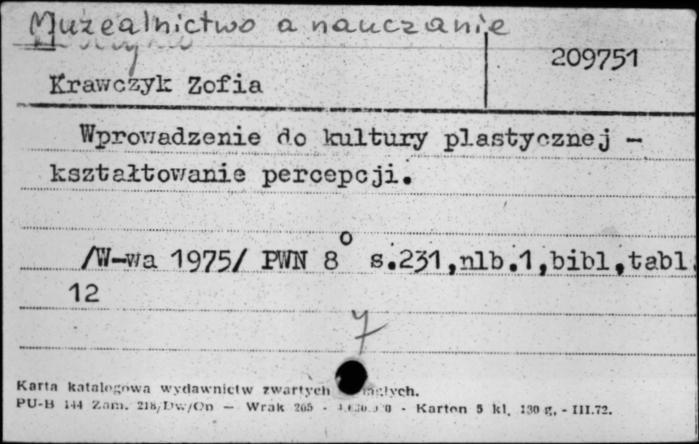 Muzealnictwo a nauczanie
209751
Krawczyk Zofia
Wprowadzenie do kultury plastycznej -
kształtowanie percepcji.
/W-wa 1975/ PWN 8° s.231,nlb.1,bibl,tabl.
12
Karta katalogowa wydawnictw zwartych
PU-B 144 Zam. 218/Dw/On — Wrak 265 - - Karton 5 kl. 130 g. - III.72.